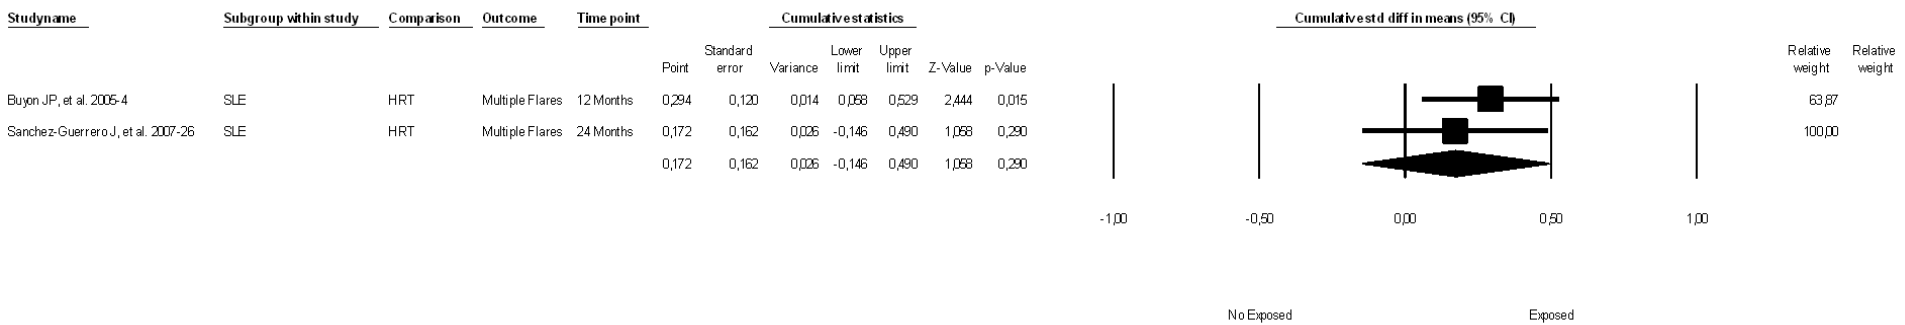 Studyname Subgroup within study Comparison Outcome Time point Cumulative statistics Cumulative std diff in means (95% CI)
Standard Lower Upper Relative Relative
Point error Variance limit limit Z-Value p-Value weight weight
Buyon JP, et al. 2005-4 SLE HRT Multiple Flares 12 Months 0,294 0,120 0,014 0,058 0,529 2,444 0,015 63,87
Sanchez-Guerrero J, et al. 2007-26 SLE HRT Multiple Flares 24 Months 0,172 0,162 0,026 -0,146 0,490 1,058 0,290 100,00
0,172 0,162 0,026 -0,146 0,490 1,058 0,290
-1,00 -0,50 0,00 0,50 1,00
No Exposed Exposed